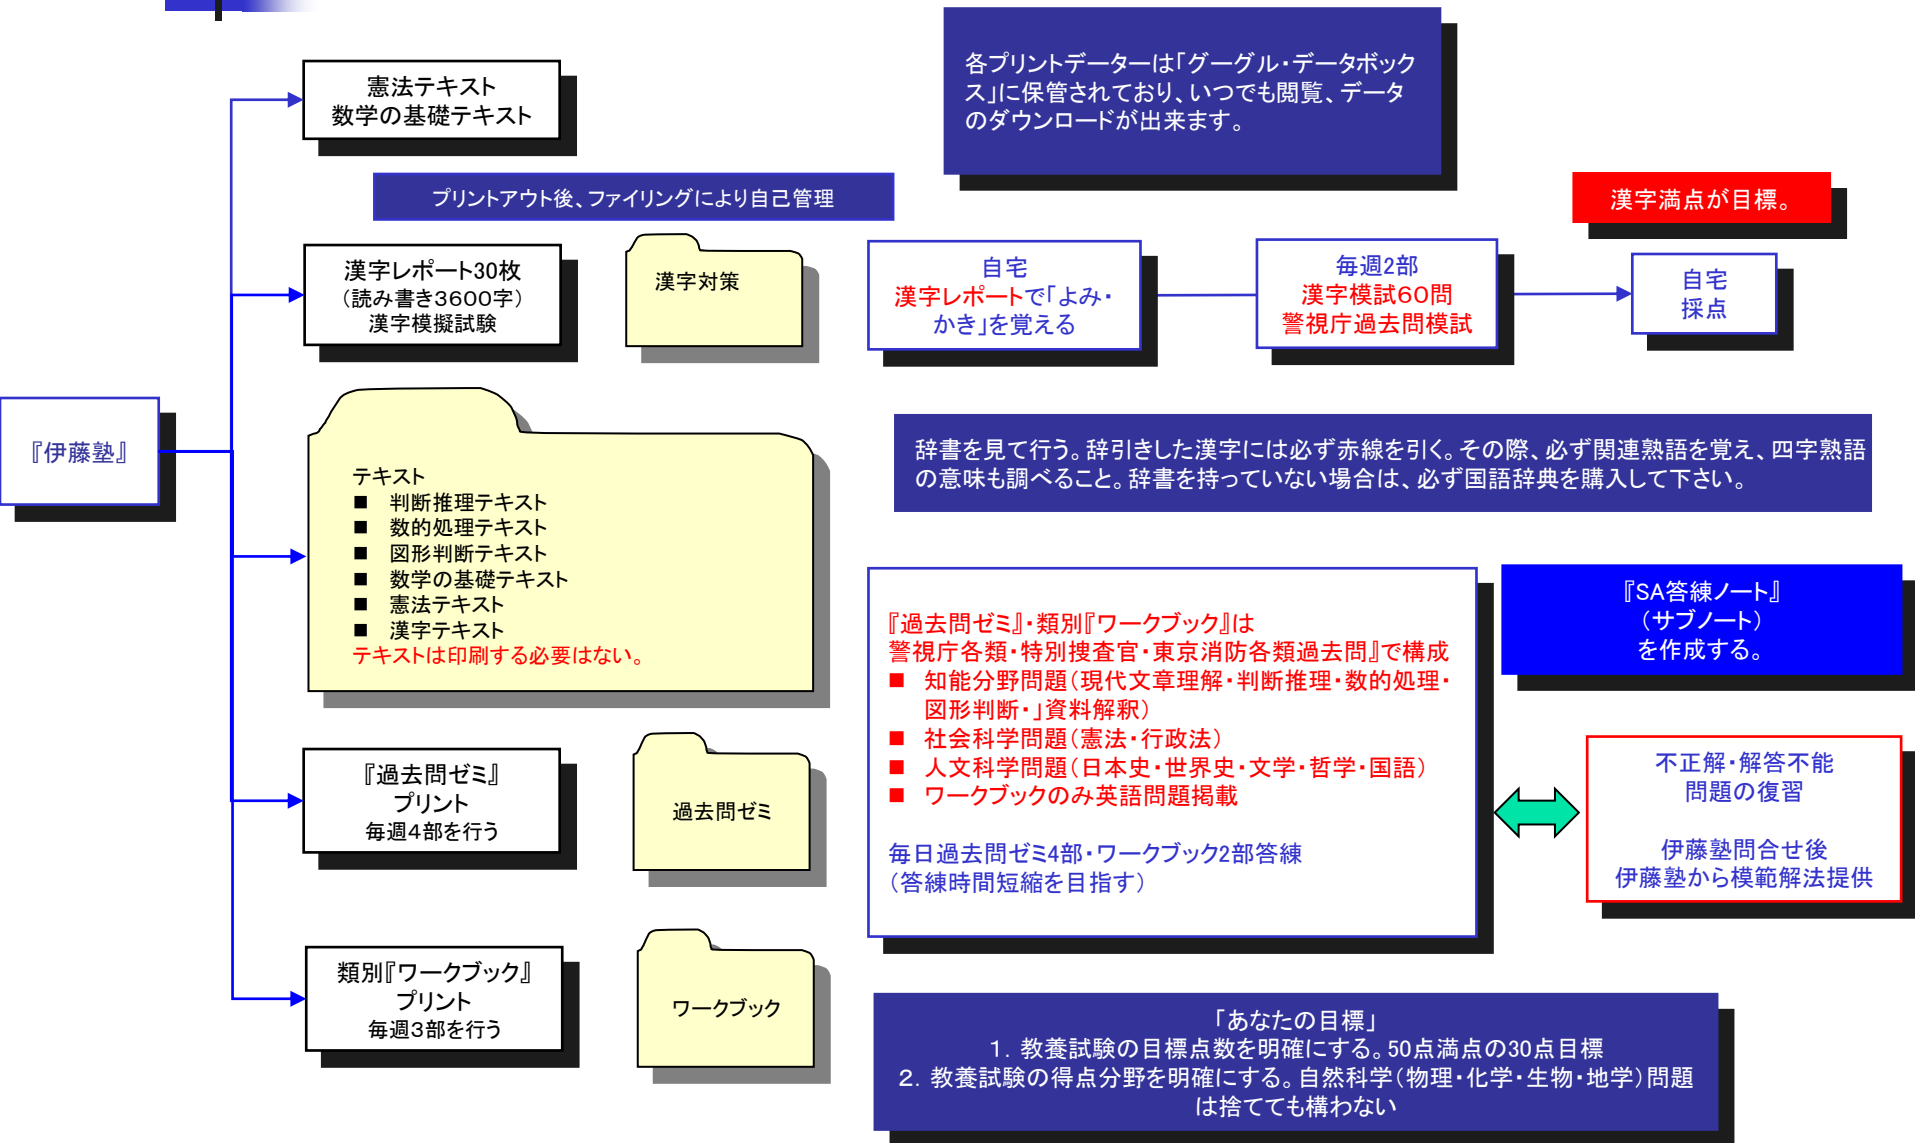 各プリントデーターは「グーグル・データボック
ス」に保管されており、いつでも閲覧、データ
のダウンロードが出来ます。
憲法テキスト
数学の基礎テキスト
プリントアウト後、ファイリングにより自己管理
漢字満点が目標。
漢字レポート30枚
（読み書き3600字）
漢字模擬試験
漢字対策
自宅
漢字レポートで「よみ・
かき」を覚える
毎週2部
漢字模試60問
警視庁過去問模試
自宅
採点
『伊藤塾』
テキスト
■ 判断推理テキスト
■ 数的処理テキスト
■ 図形判断テキスト
■ 数学の基礎テキスト
■ 憲法テキスト
■ 漢字テキスト
テキストは印刷する必要はない。
辞書を見て行う。辞引きした漢字には必ず赤線を引く。その際、必ず関連熟語を覚え、四字熟語
の意味も調べること。辞書を持っていない場合は、必ず国語辞典を購入して下さい。
『過去問ゼミ』・類別『ワークブック』は
警視庁各類・特別捜査官・東京消防各類過去問』で構成
■ 知能分野問題（現代文章理解・判断推理・数的処理・
図形判断・」資料解釈）
■ 社会科学問題（憲法・行政法）
■ 人文科学問題（日本史・世界史・文学・哲学・国語）
■ ワークブックのみ英語問題掲載
毎日過去問ゼミ4部・ワークブック2部答練
（答練時間短縮を目指す）
『SA答練ノート』
（サブノート）
を作成する。
不正解・解答不能
問題の復習
伊藤塾問合せ後
伊藤塾から模範解法提供
『過去問ゼミ』
プリント
毎週4部を行う
過去問ゼミ
類別『ワークブック』
プリント
毎週3部を行う
ワークブック
「あなたの目標」
1．教養試験の目標点数を明確にする。50点満点の30点目標
2．教養試験の得点分野を明確にする。自然科学（物理・化学・生物・地学）問題
は捨てても構わない